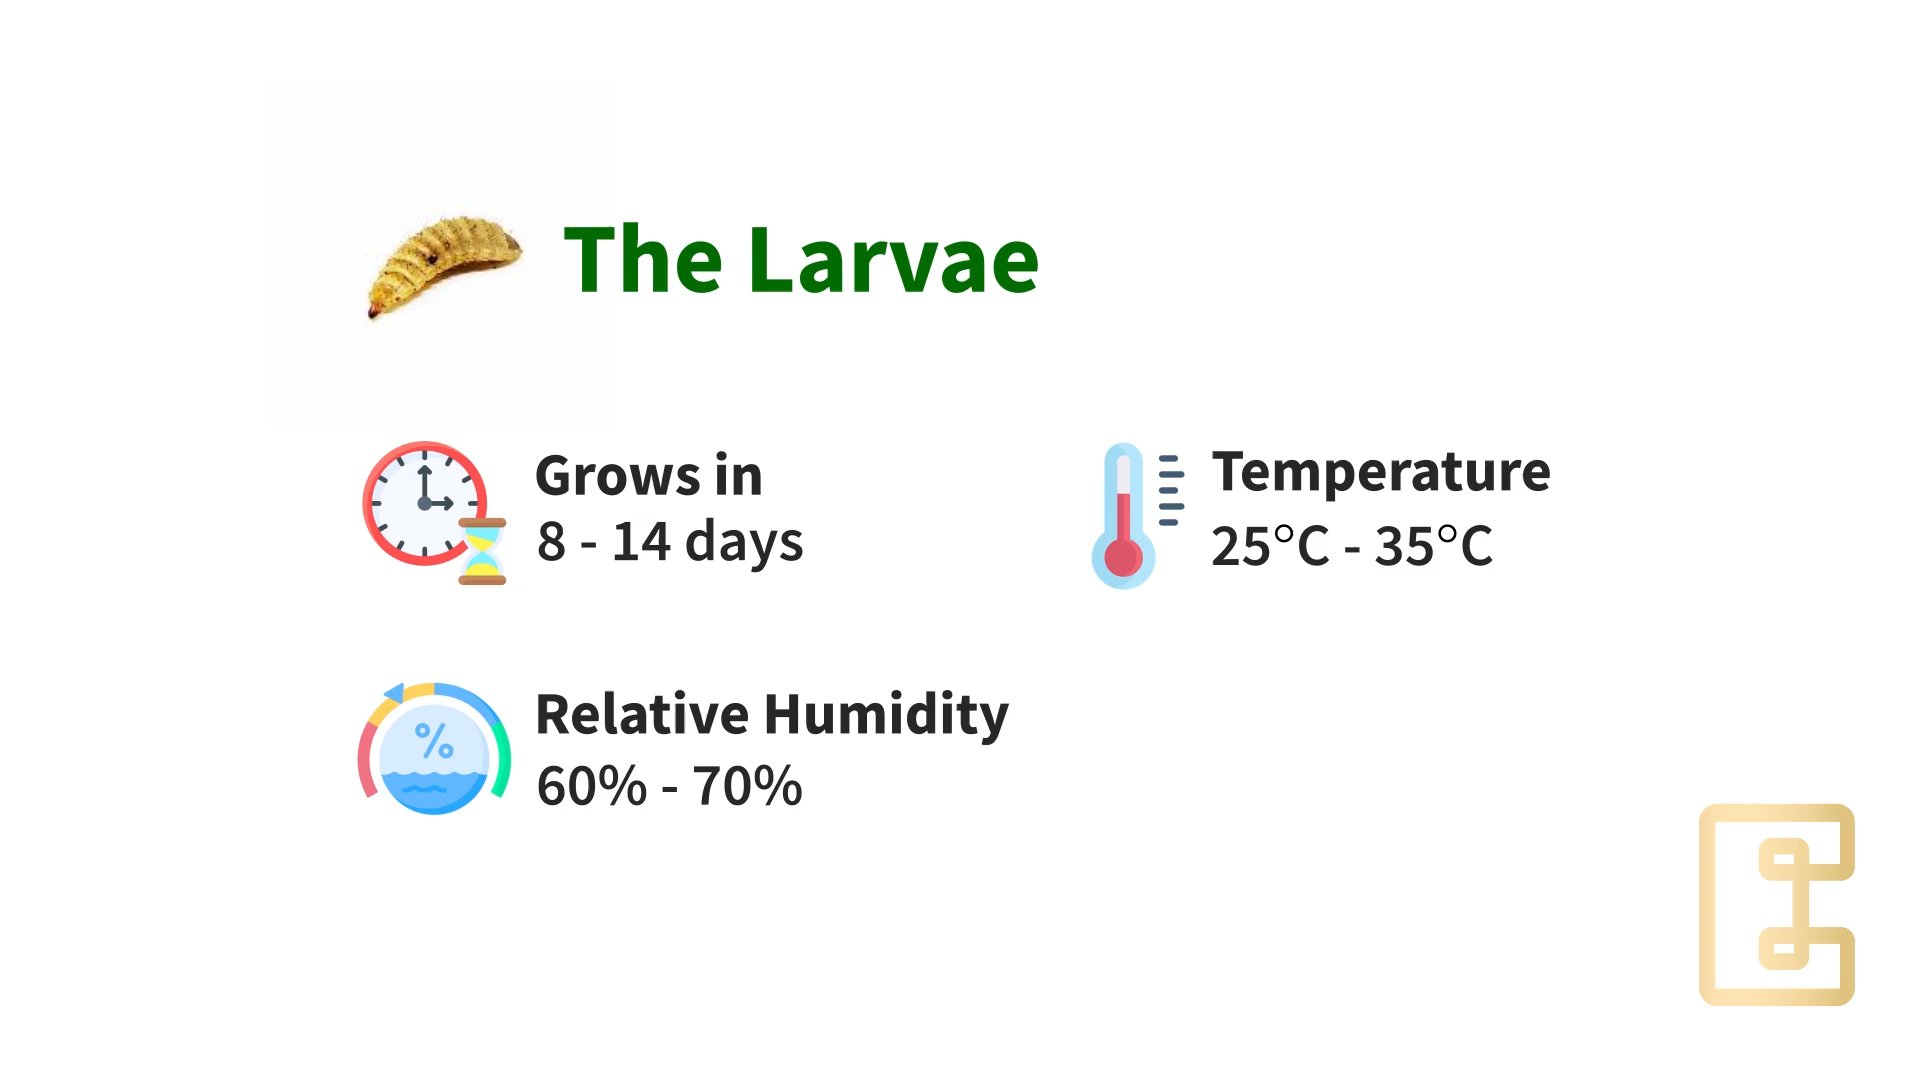 The Larvae
Grows in
8 - 14 days
Temperature
25°C - 35°C
%
Relative Humidity
60% - 70%